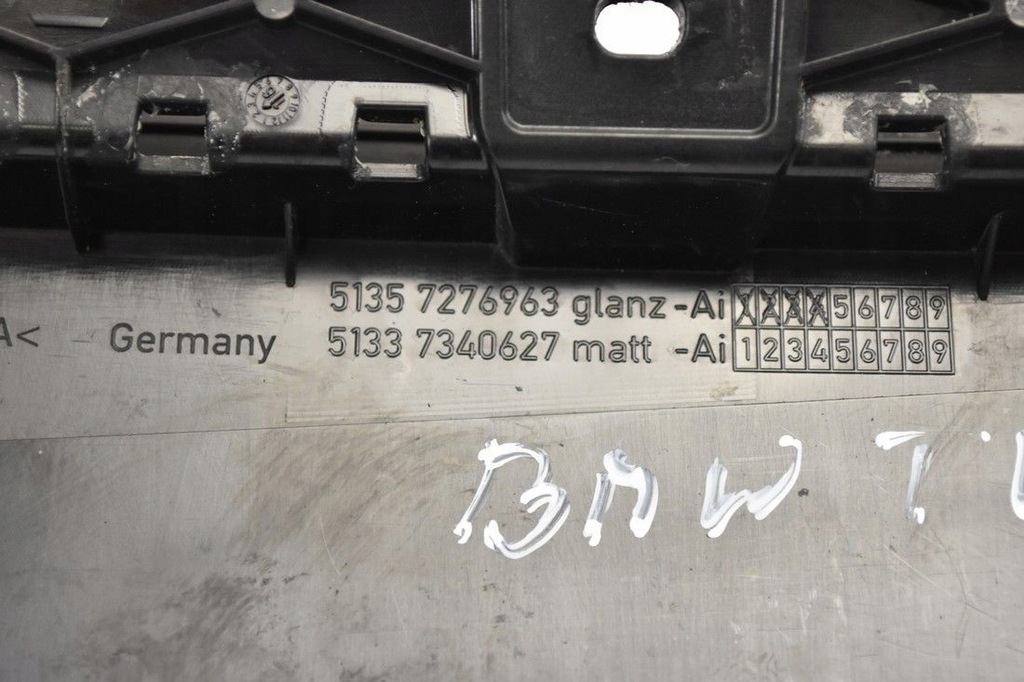 A< Germany
5135 7276963 glanz -Ai XXXX56789
5133 7340627 matt -Ai 123456789
BMW